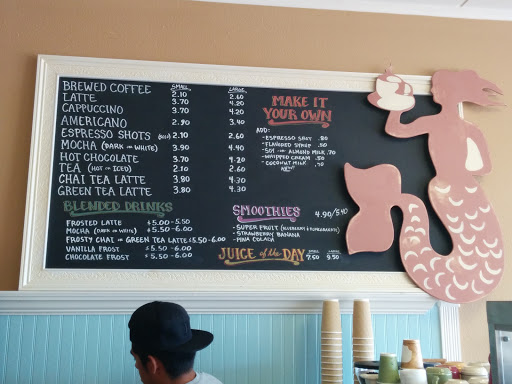 SMALL LARGE
BREWED COFFEE 2.10 2.60
LATTE 3.70 4.20
CAPPUCCINO 3.70 4.20
AMERICANO 2.90 3.40
ESPRESSO SHOTS 2.10 2.60
MOCHA (DARK OR WHITE) 3.90 4.40
HOT CHOCOLATE 3.70 4.20
TEA (HOT OR ICED) 2.10 2.60
CHAI TEA LATTE 3.80 4.30
GREEN TEA LATTE 3.80 4.30
BLENDED DRINKS
FROSTED LATTE $5.00-5.50
MOCHA (DARK OR WHITE) $5.50-6.00
FROSTY CHAI OR GREEN TEA LATTE $5.50-6.00
VANILLA FROST $5.50-6.00
CHOCOLATE FROST $5.50-6.00
MAKE IT
YOUR OWN
ADD:
-ESPRESSO SHOT .80
-FLAVORED SYRUP .50
-SOY OR ALMOND MILK .70
-WHIPPED CREAM .50
-COCONUT MILK .70
SMOOTHIES 4.90/5.40
-SUPER FRUIT (BLUEBERRY & POMEGRANATE)
-STRAWBERRY BANANA
-PINA COLADA
SMALL LARGE
JUICE of the DAY 7.50 9.50